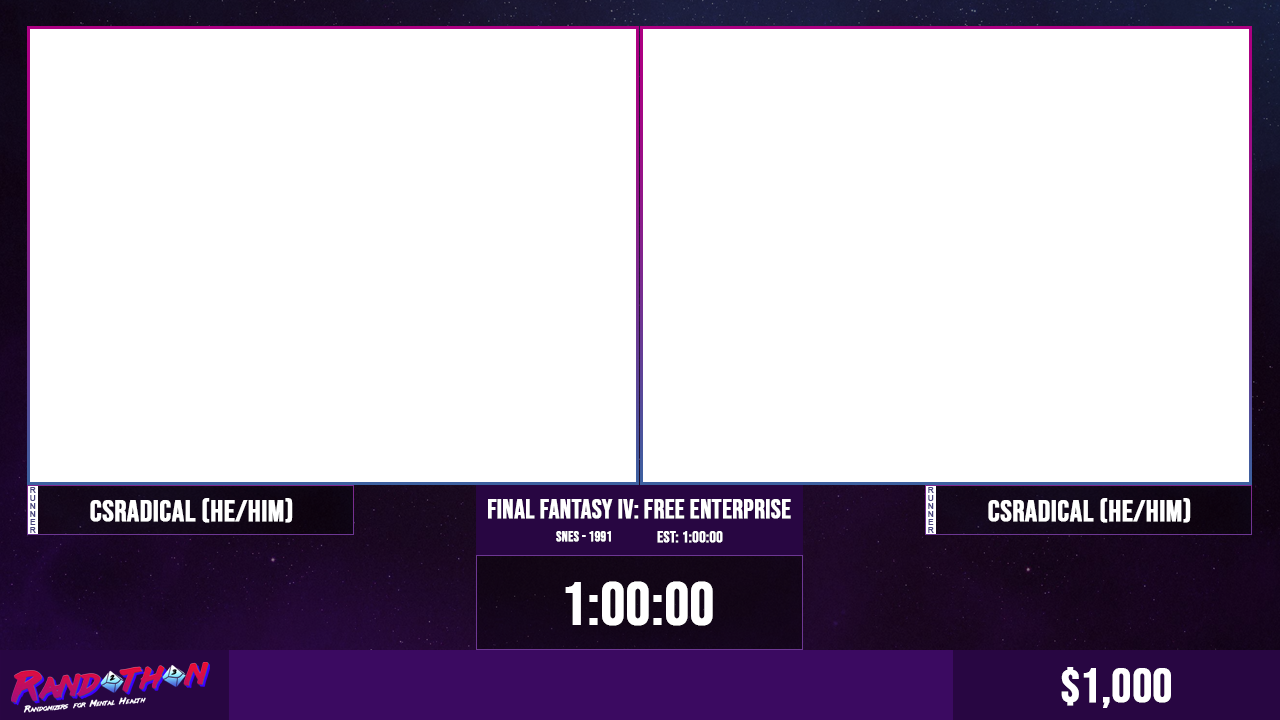 RUNNER
CSRADICAL (HE/HIM)
FINAL FANTASY IV: FREE ENTERPRISE
SNES - 1991
EST: 1:00:00
RUNNER
CSRADICAL (HE/HIM)
1:00:00
RANDOTHON
RANDOMIZERS FOR MENTAL HEALTH
$1,000